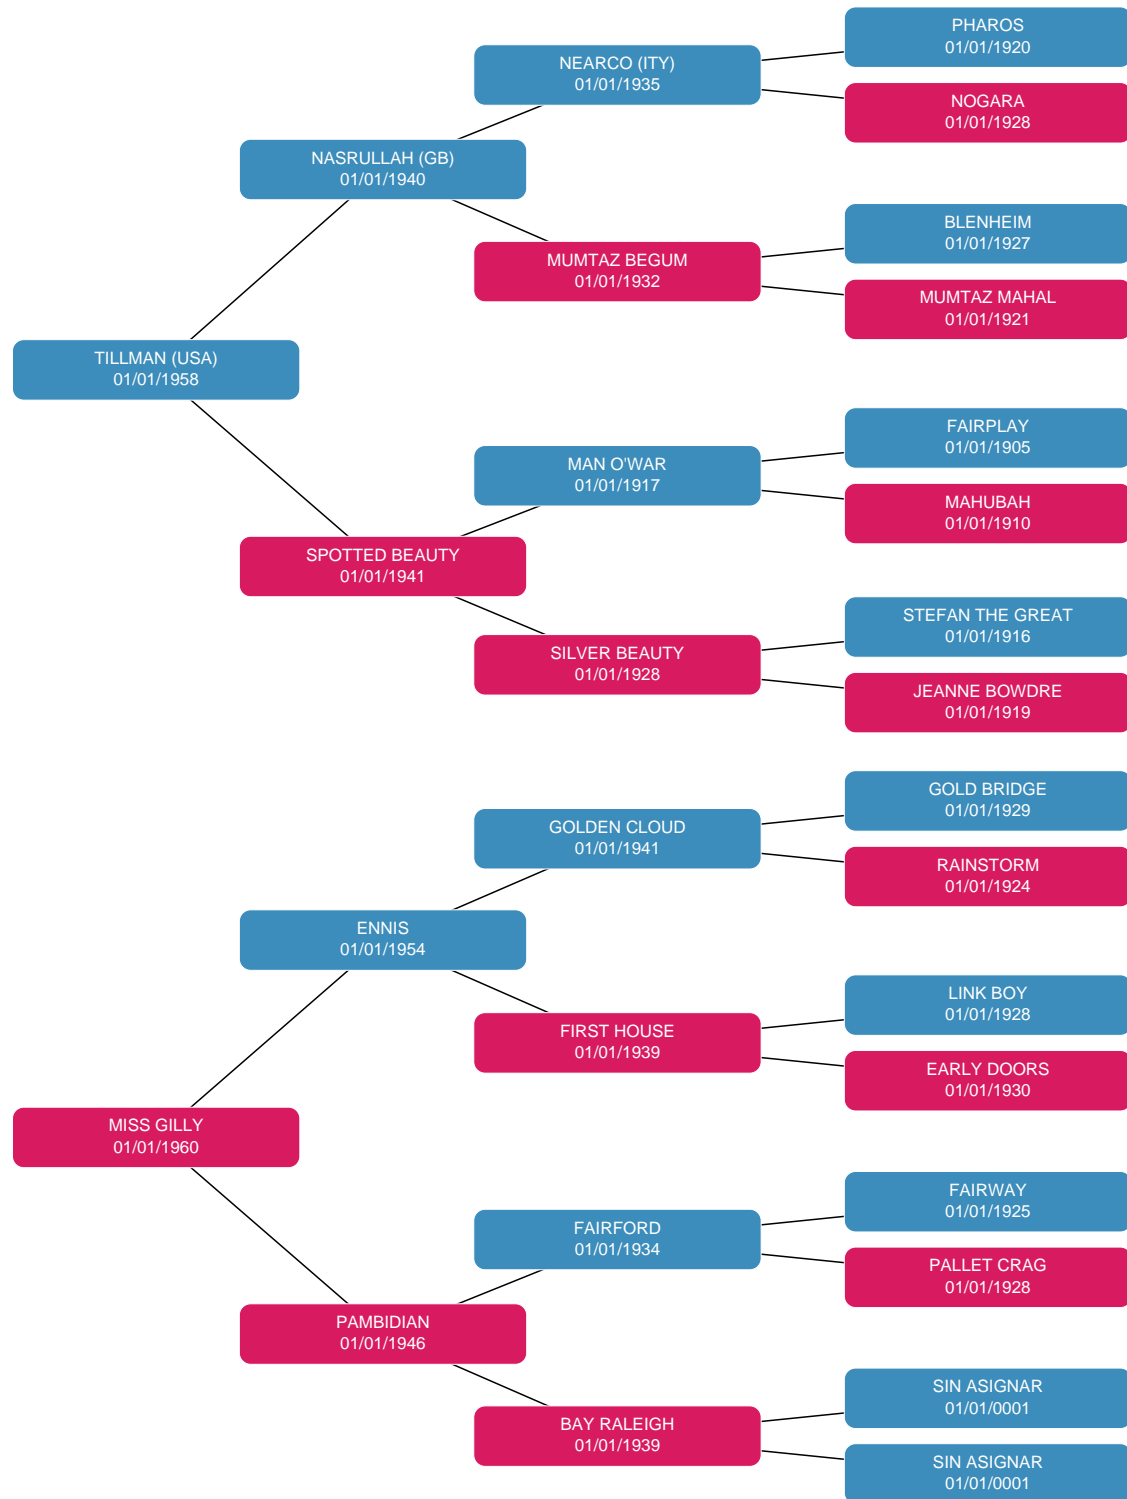 PHAROS
01/01/1920
NEARCO (ITY)
01/01/1935
NOGARA
01/01/1928
NASRULLAH (GB)
01/01/1940
BLENHEIM
01/01/1927
MUMTAZ BEGUM
01/01/1932
MUMTAZ MAHAL
01/01/1921
TILLMAN (USA)
01/01/1958
FAIRPLAY
01/01/1905
MAN O'WAR
01/01/1917
MAHUBAH
01/01/1910
SPOTTED BEAUTY
01/01/1941
STEFAN THE GREAT
01/01/1916
SILVER BEAUTY
01/01/1928
JEANNE BOWDRE
01/01/1919
GOLD BRIDGE
01/01/1929
GOLDEN CLOUD
01/01/1941
RAINSTORM
01/01/1924
ENNIS
01/01/1954
LINK BOY
01/01/1928
FIRST HOUSE
01/01/1939
EARLY DOORS
01/01/1930
MISS GILLY
01/01/1960
FAIRWAY
01/01/1925
FAIRFORD
01/01/1934
PALLET CRAG
01/01/1928
PAMBIDIAN
01/01/1946
SIN ASIGNAR
01/01/0001
BAY RALEIGH
01/01/1939
SIN ASIGNAR
01/01/0001